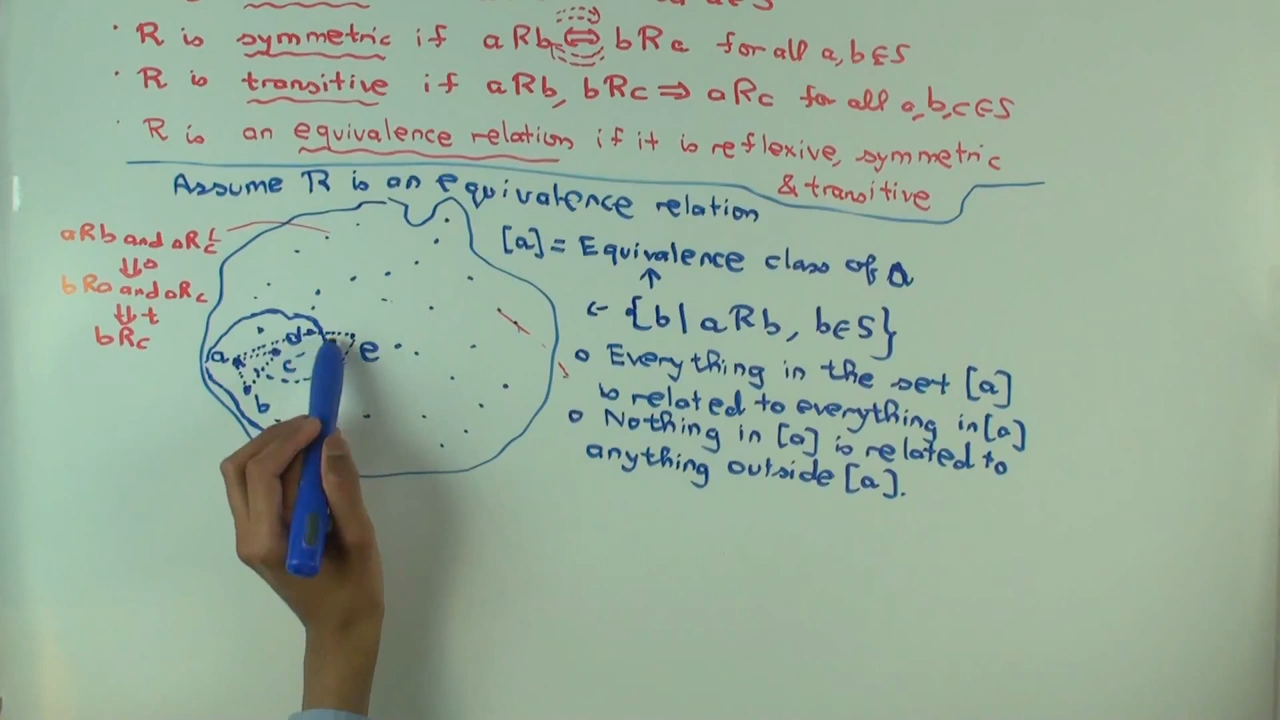 · R is symmetric if aRb ⇔ bRa for all a, b ∈ S
· R is transitive if aRb, bRc ⇒ aRc for all a, b, c ∈ S
· R is an equivalence relation if it is reflexive, symmetric
& transitive
Assume R is an equivalence relation
aRb and aRc
⇓ s
bRa and aRc
⇓ t
bRc
a
b
c
d
e
[a] = Equivalence class of a
↑
← {b | aRb, b∈S}
o Everything in the set [a]
is related to everything in [a]
o Nothing in [a] is related to
anything outside [a].